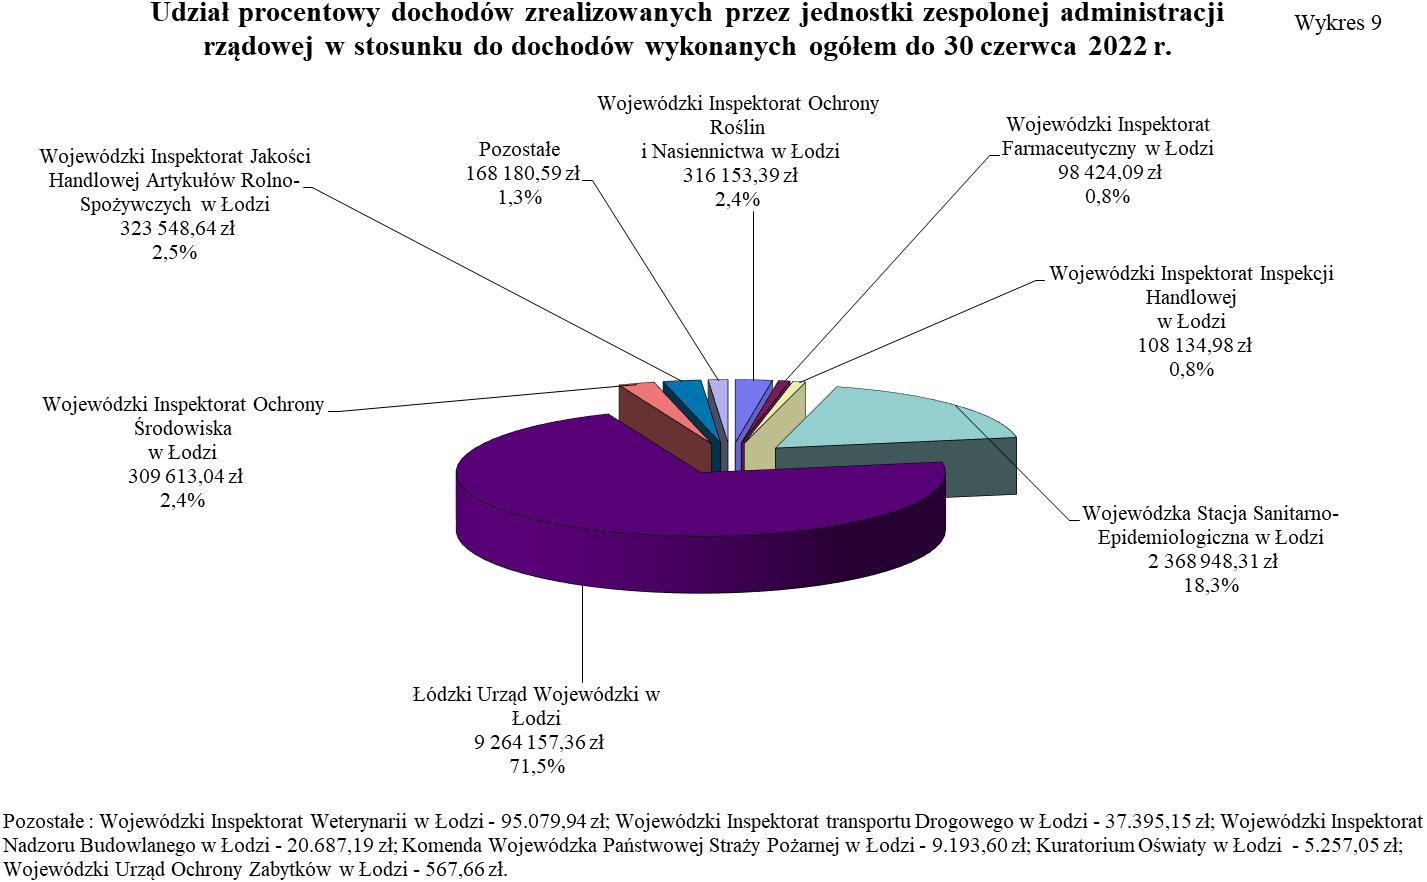 Udział procentowy dochodów zrealizowanych przez jednostki zespolonej administracji
rządowej w stosunku do dochodów wykonanych ogółem do 30 czerwca 2022 r.
Wykres 9
Wojewódzki Inspektorat Jakości
Handlowej Artykułów Rolno-
Spożywczych w Łodzi
323 548,64 zł
2,5%
Pozostałe
168 180,59 zł
1,3%
Wojewódzki Inspektorat Ochrony
Roślin
i Nasiennictwa w Łodzi
316 153,39 zł
2,4%
Wojewódzki Inspektorat
Farmaceutyczny w Łodzi
98 424,09 zł
0,8%
Wojewódzki Inspektorat Inspekcji
Handlowej
w Łodzi
108 134,98 zł
0,8%
Wojewódzki Inspektorat Ochrony
Środowiska
w Łodzi
309 613,04 zł
2,4%
Wojewódzka Stacja Sanitarno-
Epidemiologiczna w Łodzi
2 368 948,31 zł
18,3%
Łódzki Urząd Wojewódzki w
Łodzi
9 264 157,36 zł
71,5%
Pozostałe : Wojewódzki Inspektorat Weterynarii w Łodzi - 95.079,94 zł; Wojewódzki Inspektorat transportu Drogowego w Łodzi - 37.395,15 zł; Wojewódzki Inspektorat
Nadzoru Budowlanego w Łodzi - 20.687,19 zł; Komenda Wojewódzka Państwowej Straży Pożarnej w Łodzi - 9.193,60 zł; Kuratorium Oświaty w Łodzi - 5.257,05 zł;
Wojewódzki Urząd Ochrony Zabytków w Łodzi - 567,66 zł.